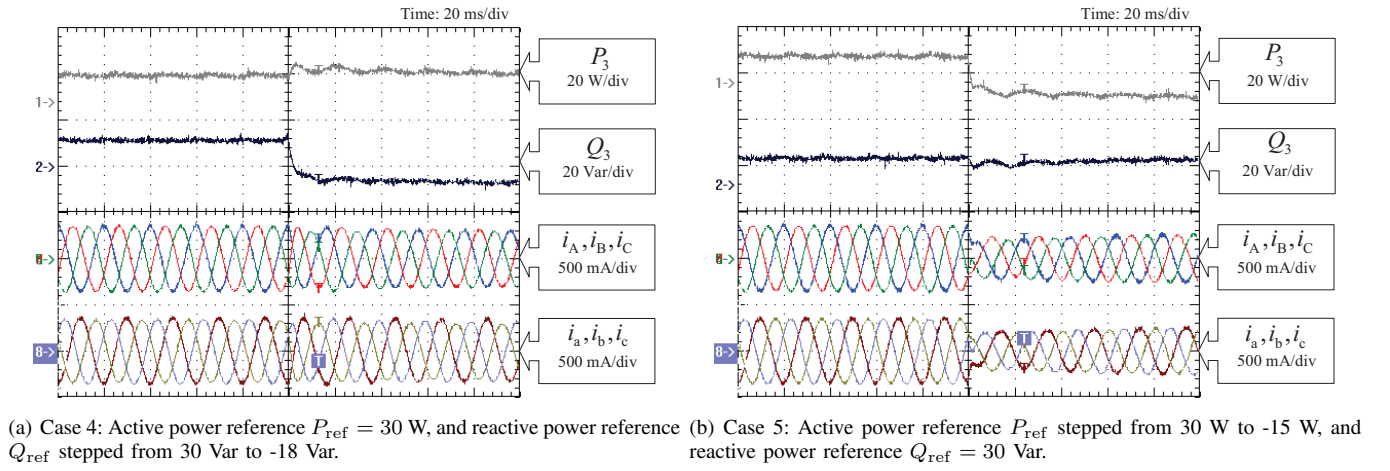 Time: 20 ms/div
P3
20 W/div
Q3
20 Var/div
iA, iB, iC
500 mA/div
ia, ib, ic
500 mA/div
1->
2->
8->
T
(a) Case 4: Active power reference Pref = 30 W, and reactive power reference
Qref stepped from 30 Var to -18 Var.
Time: 20 ms/div
P3
20 W/div
Q3
20 Var/div
iA, iB, iC
500 mA/div
ia, ib, ic
500 mA/div
1->
2->
8->
T
(b) Case 5: Active power reference Pref stepped from 30 W to -15 W, and
reactive power reference Qref = 30 Var.